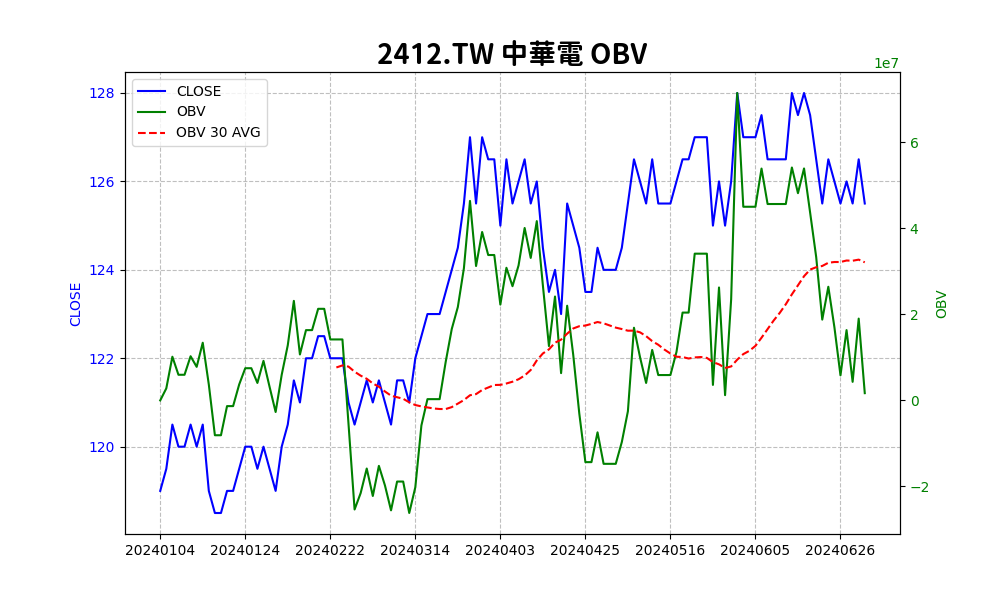 2412.TW 中華電 OBV
1e7
CLOSE
OBV
OBV 30 AVG
128
126
124
122
120
CLOSE
6
4
2
0
−2
OBV
20240104 20240124 20240222 20240314 20240403 20240425 20240516 20240605 20240626